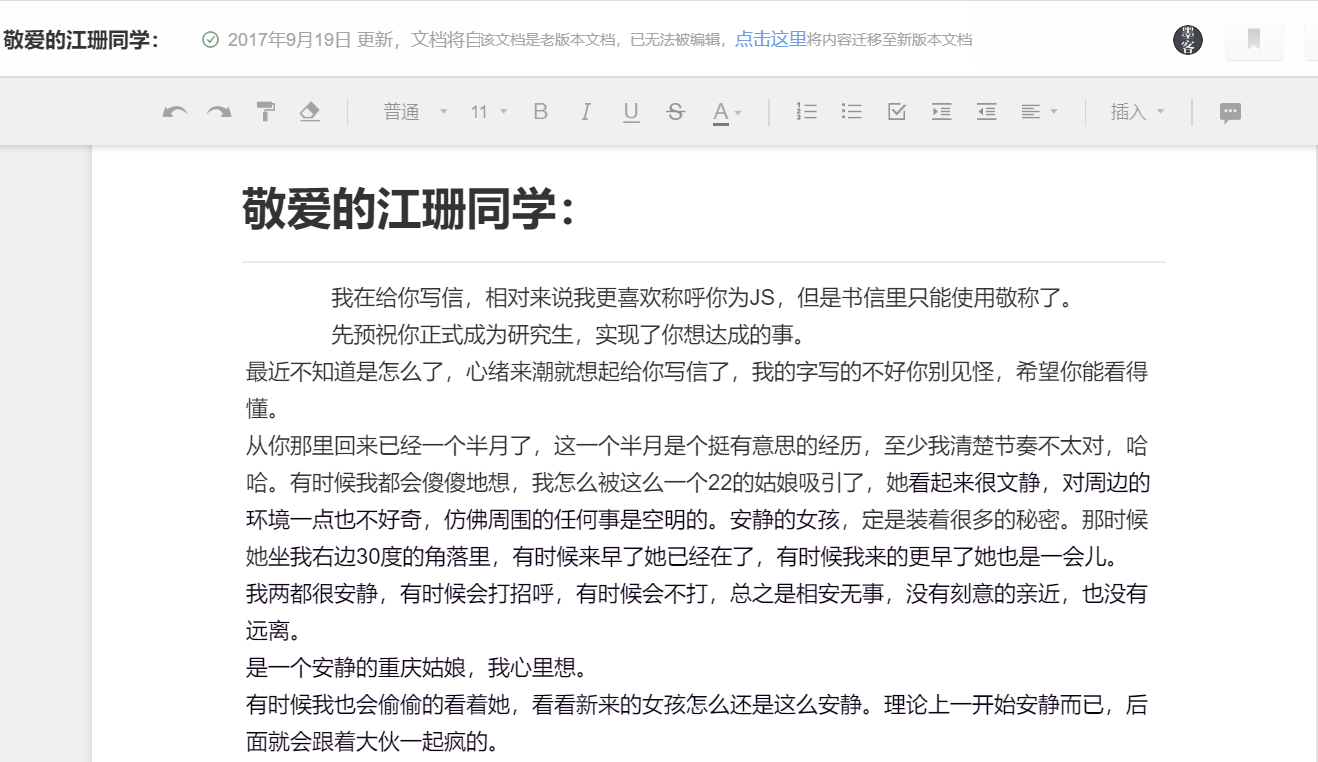 敬爱的江珊同学： 2017年9月19日 更新，文档将自该文档是老版本文档，已无法被编辑，点击这里将内容迁移至新版本文档 墨客
普通 11 B I U S A 插入
敬爱的江珊同学：
我在给你写信，相对来说我更喜欢称呼你为JS，但是书信里只能使用敬称了。
先预祝你正式成为研究生，实现了你想达成的事。
最近不知道是怎么了，心绪来潮就想起给你写信了，我的字写的不好你别见怪，希望你能看得
懂。
从你那里回来已经一个半月了，这一个半月是个挺有意思的经历，至少我清楚节奏不太对，哈
哈。有时候我都会傻傻地想，我怎么被这么一个22的姑娘吸引了，她看起来很文静，对周边的
环境一点也不好奇，仿佛周围的任何事是空明的。安静的女孩，定是装着很多的秘密。那时候
她坐我右边30度的角落里，有时候来早了她已经在了，有时候我来的更早了她也是一会儿。
我两都很安静，有时候会打招呼，有时候会不打，总之是相安无事，没有刻意的亲近，也没有
远离。
是一个安静的重庆姑娘，我心里想。
有时候我也会偷偷的看着她，看看新来的女孩怎么还是这么安静。理论上一开始安静而已，后
面就会跟着大伙一起疯的。